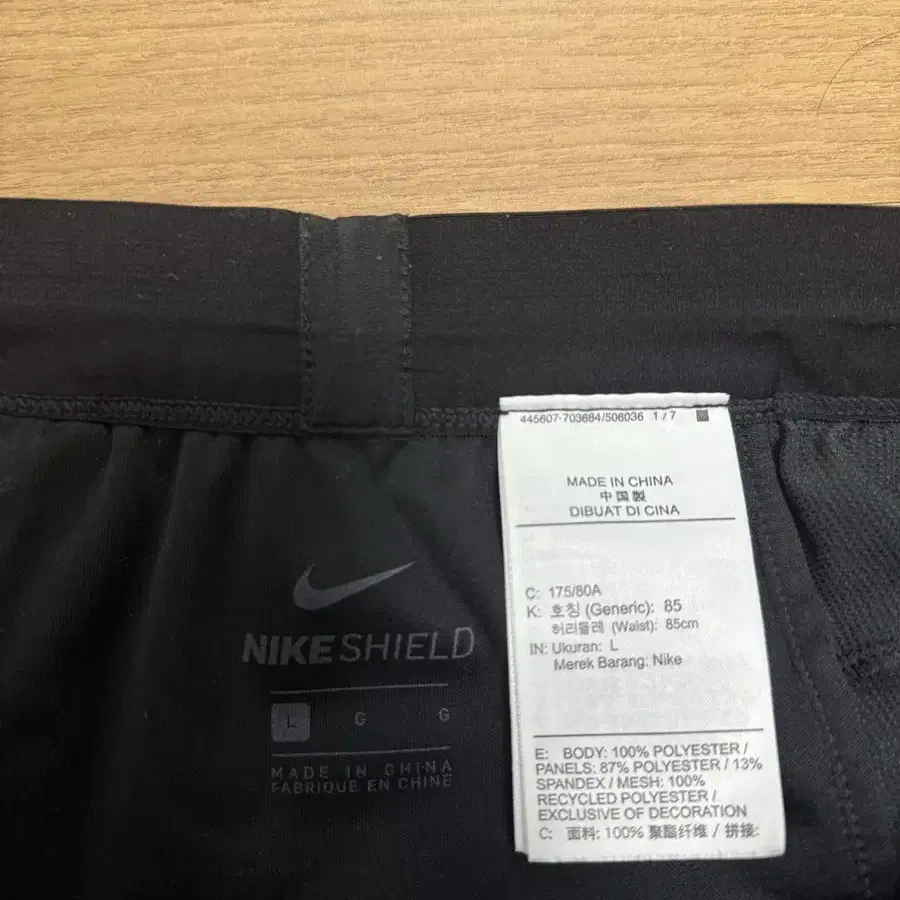 NIKE SHIELD
L G G
MADE IN CHINA
FABRIQUÉ EN CHINE
445607-703684/506036 1/7
MADE IN CHINA
中国製
DIBUAT DI CINA
C: 175/80A
K: 호칭 (Generic): 85
허리둘레 (Waist): 85cm
IN: Ukuran: L
Merek Barang: Nike
E: BODY: 100% POLYESTER /
PANELS: 87% POLYESTER / 13%
SPANDEX / MESH: 100%
RECYCLED POLYESTER /
EXCLUSIVE OF DECORATION
C: 面料: 100% 聚酯纤维 / 拼接: